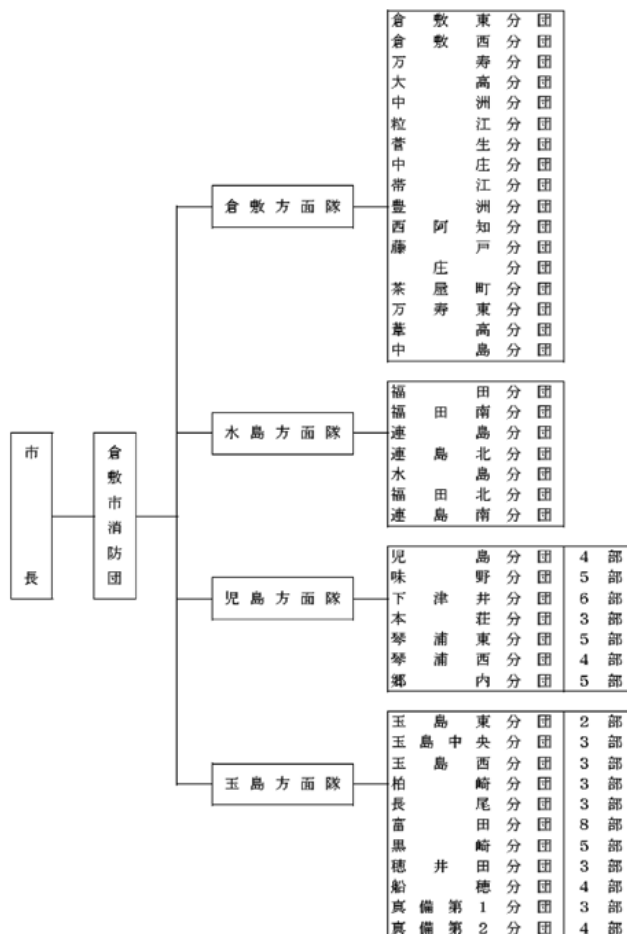 市長
倉敷市消防団
倉敷方面隊
倉敷東分団
倉敷西分団
万寿分団
大高分団
中洲分団
粒江分団
菅生分団
中庄分団
帯江分団
豊洲分団
西阿知分団
藤戸分団
庄分団
茶屋町分団
万寿東分団
葦高分団
中島分団
水島方面隊
福田分団
福田南分団
連島分団
連島北分団
水島分団
福田北分団
連島南分団
児島方面隊
児島分団 4部
味野分団 5部
下津井分団 6部
本荘分団 3部
琴浦東分団 5部
琴浦西分団 4部
郷内分団 5部
玉島方面隊
玉島東分団 2部
玉島中央分団 3部
玉島西分団 3部
柏崎分団 3部
長尾分団 3部
富田分団 8部
黒崎分団 5部
穂井田分団 3部
船穂分団 4部
真備第1分団 3部
真備第2分団 4部